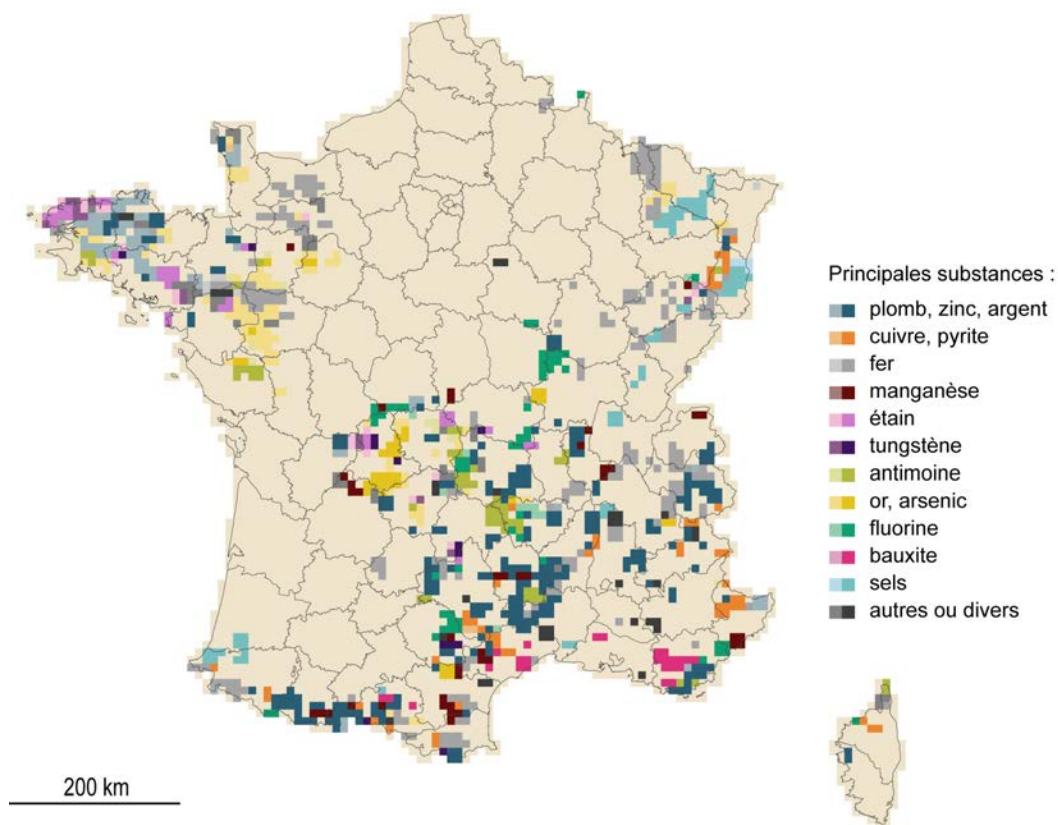 Principales substances :
plomb, zinc, argent
cuivre, pyrite
fer
manganèse
étain
tungstène
antimoine
or, arsenic
fluorine
bauxite
sels
autres ou divers
200 km